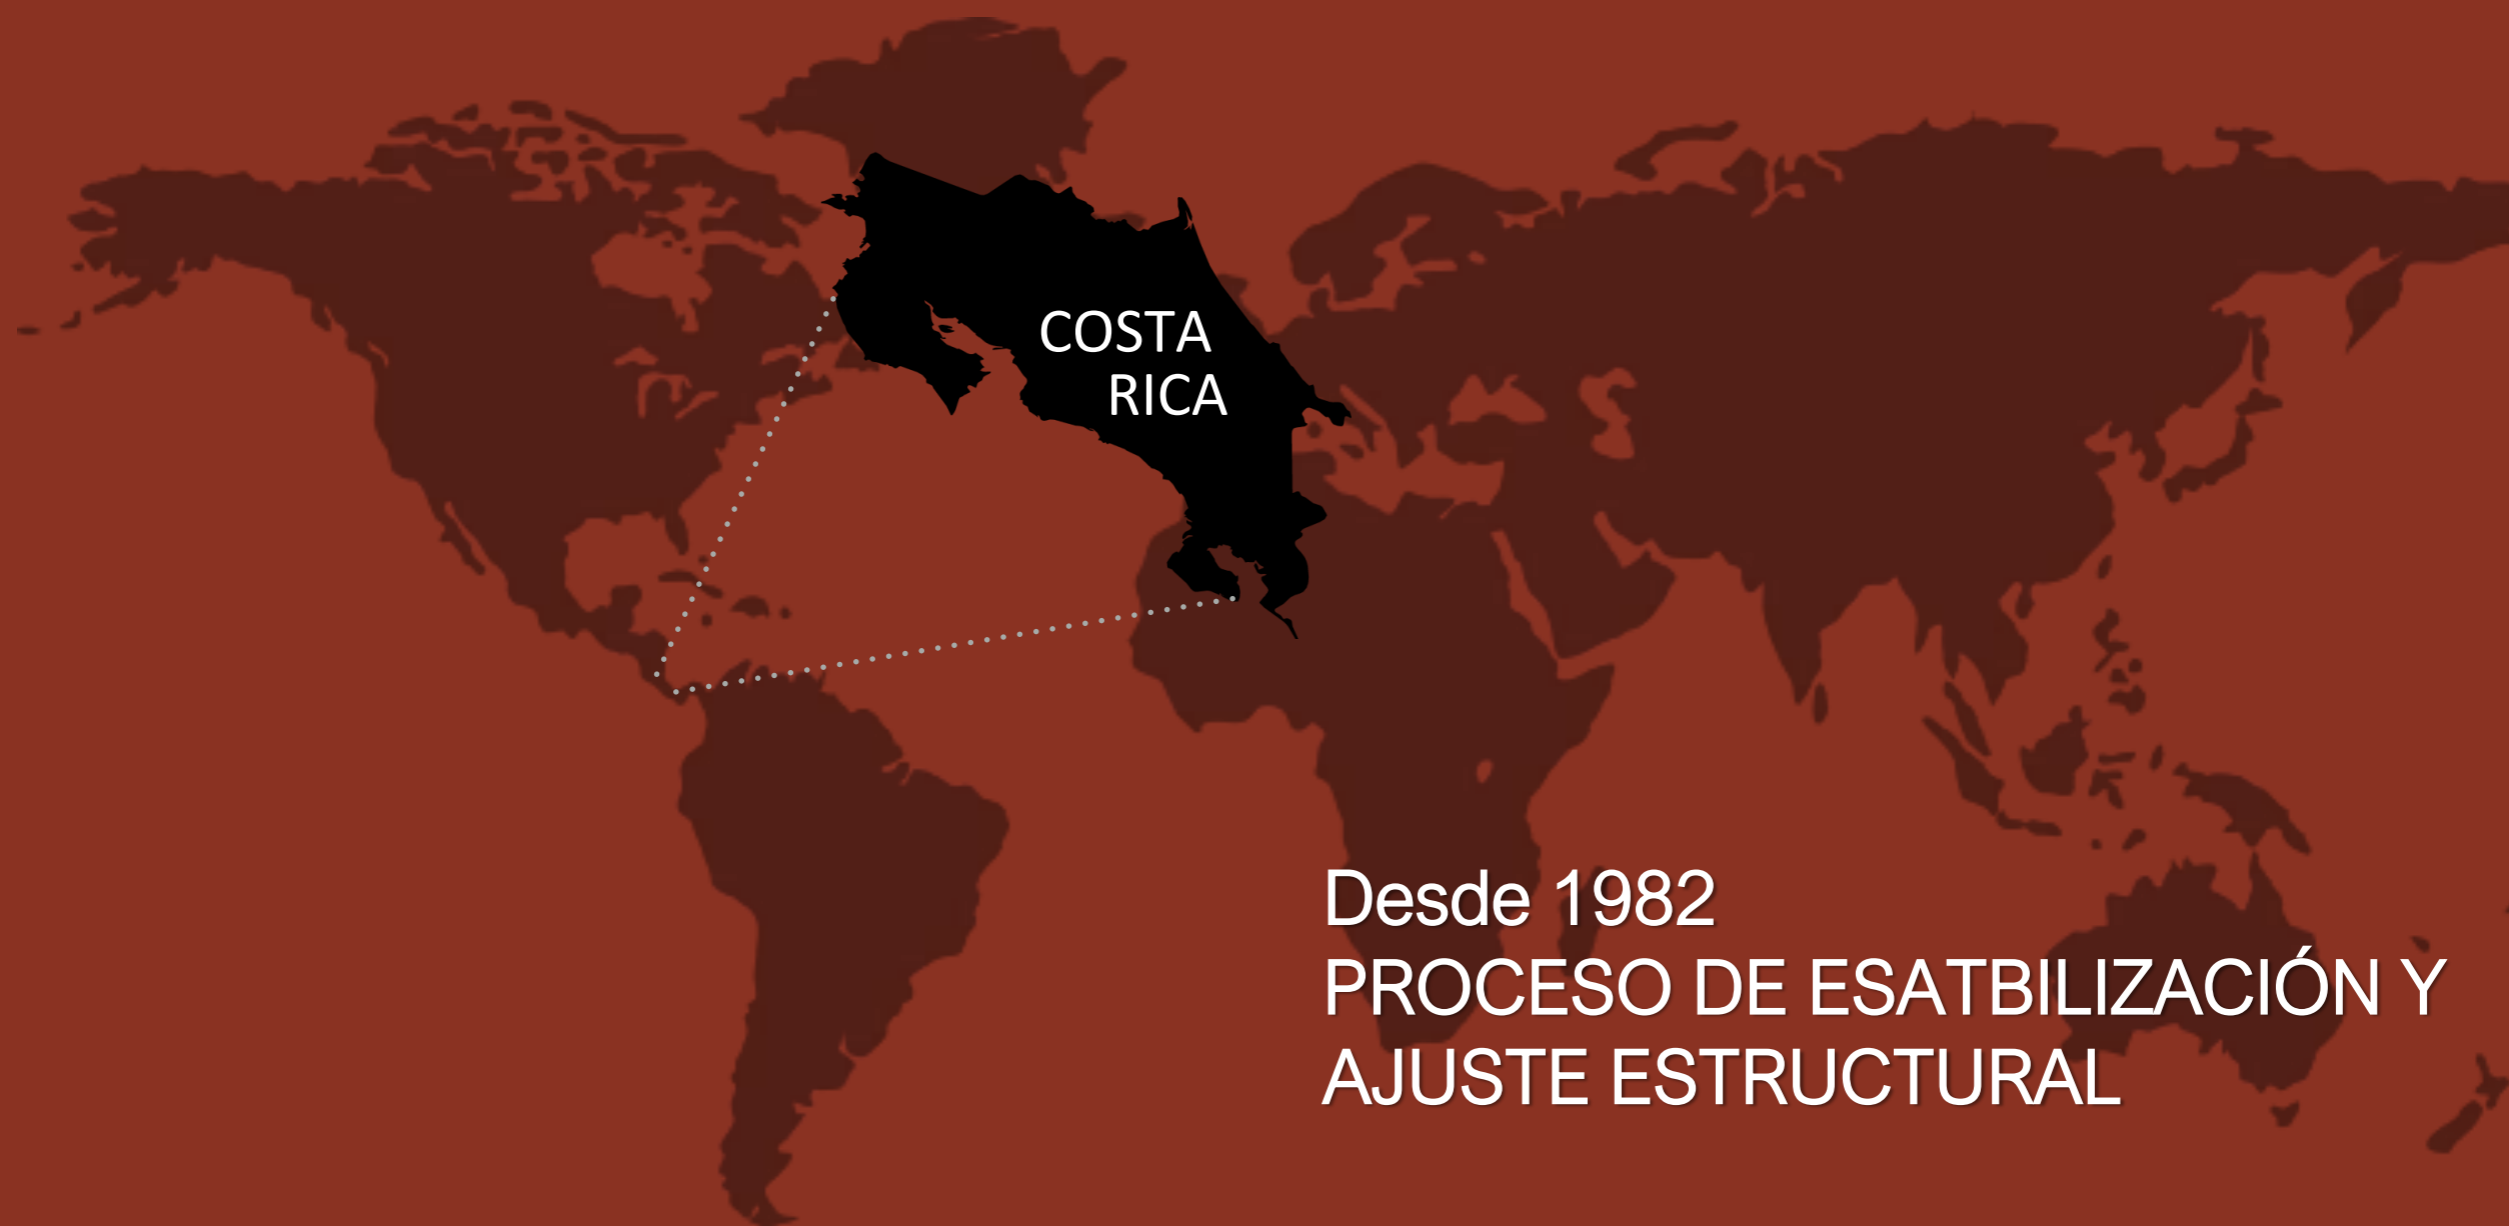 COSTA
RICA
Desde 1982
PROCESO DE ESATBILIZACIÓN Y
AJUSTE ESTRUCTURAL